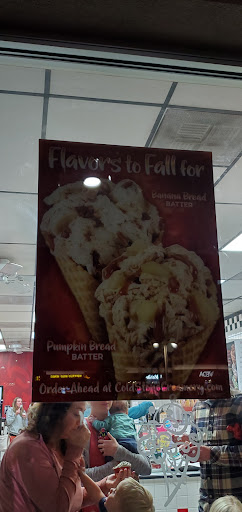 Flavors to Fall for
Banana Bread
BATTER
Pumpkin Bread
BATTER
Order Ahead at ColdStoneCreamery.com